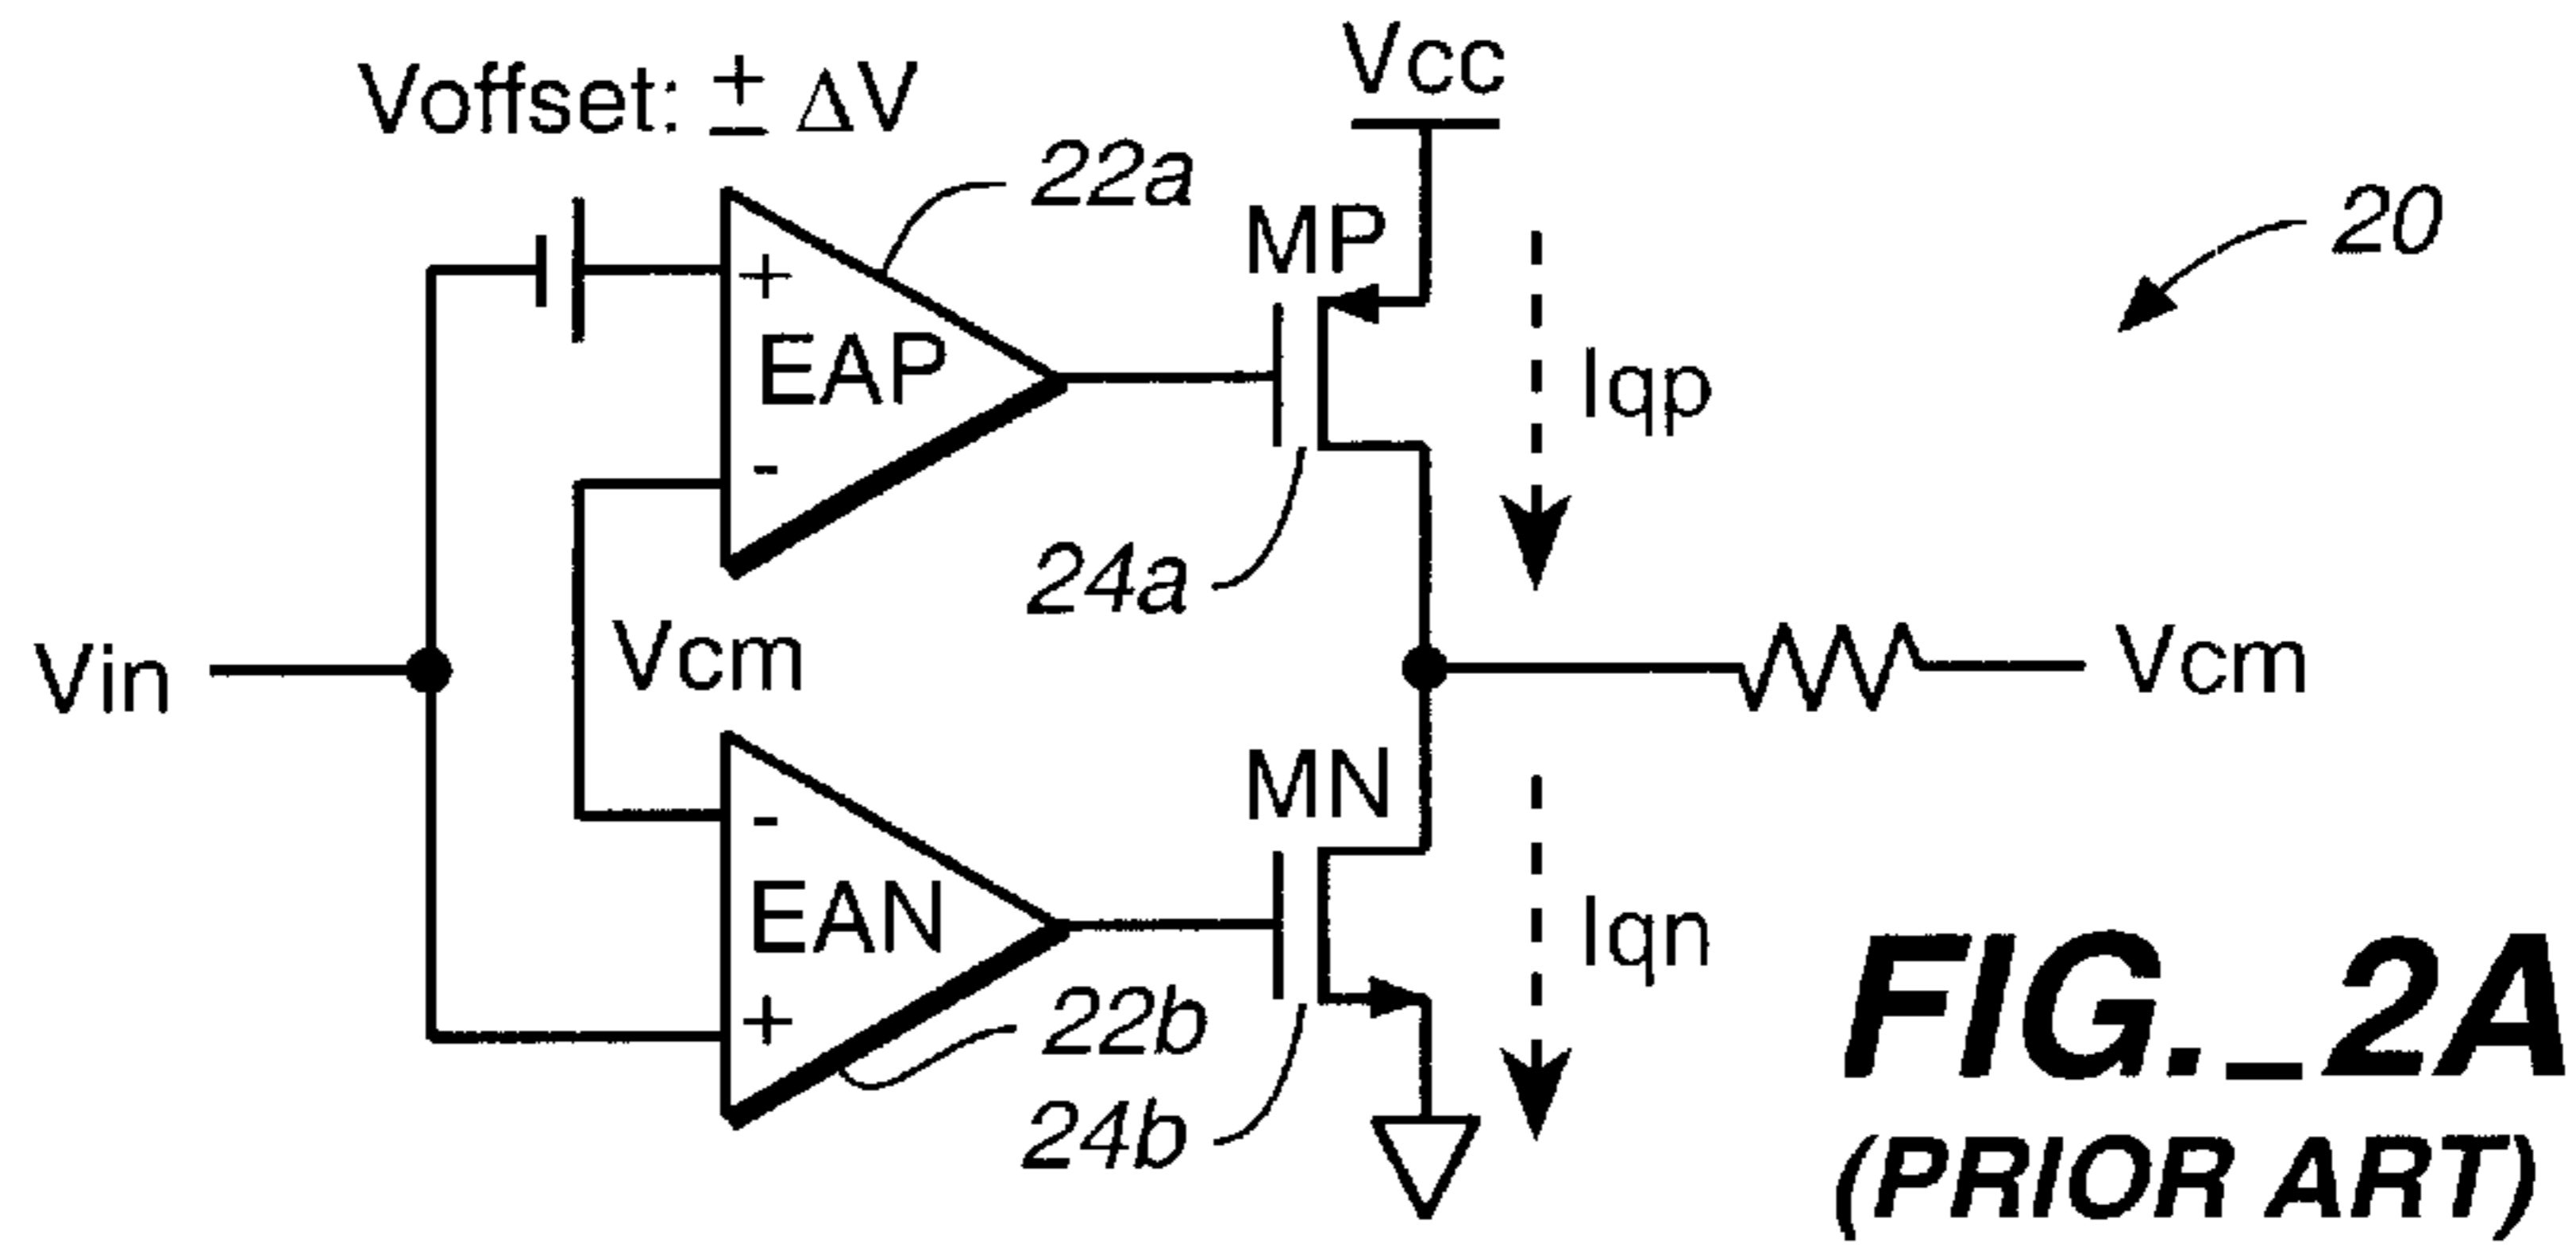 Vcc
Voffset: ± ΔV
22a
MP
20
+
EAP
Iqp
-
24a
Vin
Vcm
Vcm
MN
-
EAN
Iqn
+
22b
24b
FIG._2A
(PRIOR ART)